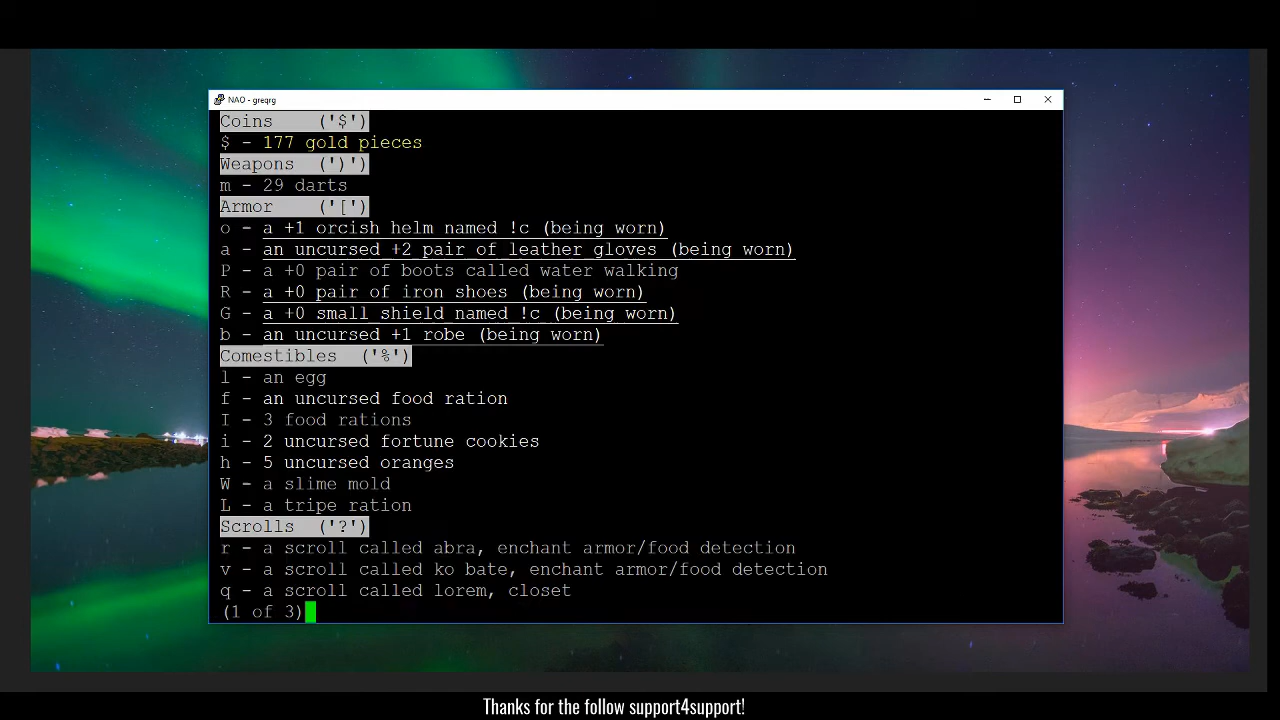 NAO - greqrg
Coins ('$')
$ - 177 gold pieces
Weapons (')')
m - 29 darts
Armor ('[')
o - a +1 orcish helm named !c (being worn)
a - an uncursed +2 pair of leather gloves (being worn)
P - a +0 pair of boots called water walking
R - a +0 pair of iron shoes (being worn)
G - a +0 small shield named !c (being worn)
b - an uncursed +1 robe (being worn)
Comestibles ('%')
l - an egg
f - an uncursed food ration
I - 3 food rations
i - 2 uncursed fortune cookies
h - 5 uncursed oranges
W - a slime mold
L - a tripe ration
Scrolls ('?')
r - a scroll called abra, enchant armor/food detection
v - a scroll called ko bate, enchant armor/food detection
q - a scroll called lorem, closet
(1 of 3)
Thanks for the follow support4support!